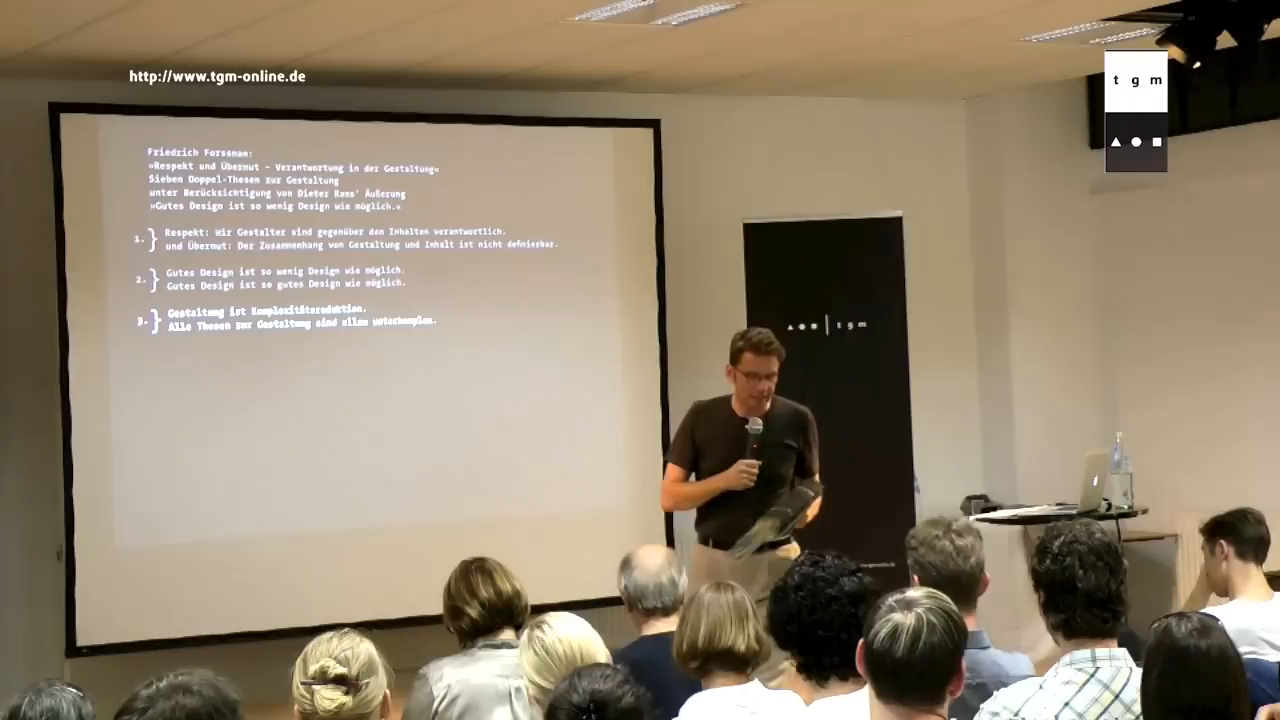 http://www.tgm-online.de
t g m
Friedrich Forssman:
»Respekt und Übermut – Verantwortung in der Gestaltung«
Sieben Doppel-Thesen zur Gestaltung
unter Berücksichtigung von Dieter Rams’ Äußerung
»Gutes Design ist so wenig Design wie möglich.«
1. } Respekt: Wir Gestalter sind gegenüber den Inhalten verantwortlich.
und Übermut: Der Zusammenhang von Gestaltung und Inhalt ist nicht definierbar.
2. } Gutes Design ist so wenig Design wie möglich.
Gutes Design ist so gutes Design wie möglich.
3. } Gestaltung ist Komplexitätsreduktion.
Alle Thesen zur Gestaltung sind allzu unterkomplex.
t g m